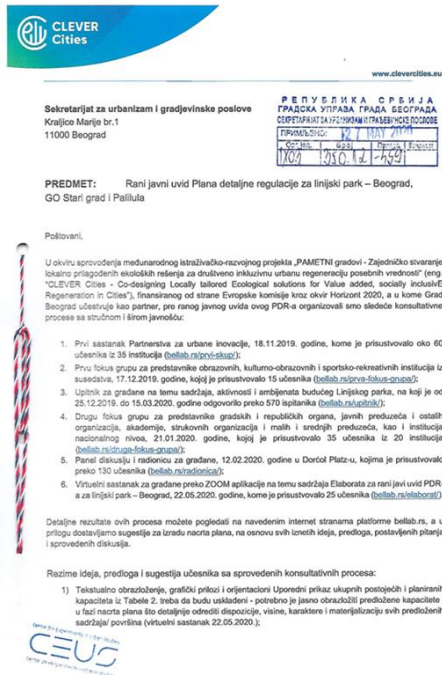 CLEVER
Cities
www.clevercities.eu
Sekretarijat za urbanizam i gradjevinske poslove
Kraljice Marije br.1
11000 Beograd
РЕПУБЛИКА СРБИЈА
ГРАДСКА УПРАВА ГРАДА БЕОГРАДА
СЕКРЕТАРИЈАТ ЗА УРБАНИЗАМ И ГРАЂЕВИНСКЕ ПОСЛОВЕ
ПРИМЉЕНО: 27 MAY 2020
PREDMET: Rani javni uvid Plana detaljne regulacije za linijski park – Beograd,
GO Stari grad i Palilula
Poštovani,
U okviru sprovođenja međunarodnog istraživačko-razvojnog projekta „PAMETNI gradovi - Zajedničko stvaranje
lokalno prilagođenih ekoloških rešenja za društveno inkluzivnu urbanu regeneraciju posebnih vrednosti" (eng.
"CLEVER Cities - Co-designing Locally tailored Ecological solutions for Value added, socially inclusivE
Regeneration in Cities"), finansiranog od strane Evropske komisije kroz okvir Horizont 2020, a u kome Grad
Beograd učestvuje kao partner, pre ranog javnog uvida ovog PDR-a organizovali smo sledeće konsultativne
procese sa stručnom i širom javnošću:
1. Prvi sastanak Partnerstva za urbane inovacije, 18.11.2019. godine, kome je prisustvovalo oko 60
učesnika iz 35 institucija (bellab.rs/prvi-skup/);
2. Prvu fokus grupu za predstavnike obrazovnih, kulturno-obrazovnih i sportsko-rekreativnih institucija iz
susedstva, 17.12.2019. godine, kojoj je prisustvovalo 15 učesnika (bellab.rs/prva-fokus-grupa/);
3. Upitnik za građane na temu sadržaja, aktivnosti i ambijenata budućeg Linijskog parka, na koji je od
25.12.2019. do 15.03.2020. godine odgovorilo preko 570 ispitanika (bellab.rs/upitnik/);
4. Drugu fokus grupu za predstavnike gradskih i republičkih organa, javnih preduzeća i ostalih
organizacija, akademije, strukovnih organizacija i malih i srednjih preduzeća, kao i institucija
nacionalnog nivoa, 21.01.2020. godine, kojoj je prisustvovalo 35 učesnika iz 20 institucija
(bellab.rs/druga-fokus-grupa/);
5. Panel diskusiju i radionicu za građane, 12.02.2020. godine u Dorćol Platz-u, kojima je prisustvovalo
preko 130 učesnika (bellab.rs/radionica/);
6. Virtuelni sastanak za građane preko ZOOM aplikacije na temu sadržaja Elaborata za rani javi uvid PDR-
a za linijski park – Beograd, 22.05.2020. godine, kome je prisustvovalo 25 učesnika (bellab.rs/elaborat/)
Detaljne rezultate ovih procesa možete pogledati na navedenim internet stranama platforme bellab.rs, a u
prilogu dostavljamo sugestije za izradu nacrta plana, na osnovu svih iznetih ideja, predloga, postavljenih pitanja
i sprovedenih diskusija.
Rezime ideja, predloga i sugestija učesnika sa sprovedenih konsultativnih procesa:
1) Tekstualno obrazloženje, grafički prilozi i orijentacioni Uporedni prikaz ukupnih postojećih i planiranih
kapaciteta iz Tabele 2. treba da budu usklađeni - potrebno je jasno obrazložiti predložene kapacitete i
u fazi nacrta plana što detaljnije odrediti dispozicije, visine, karaktere i materijalizaciju svih predloženih
sadržaja/ površina (virtuelni sastanak 22.05.2020.);
CEUS